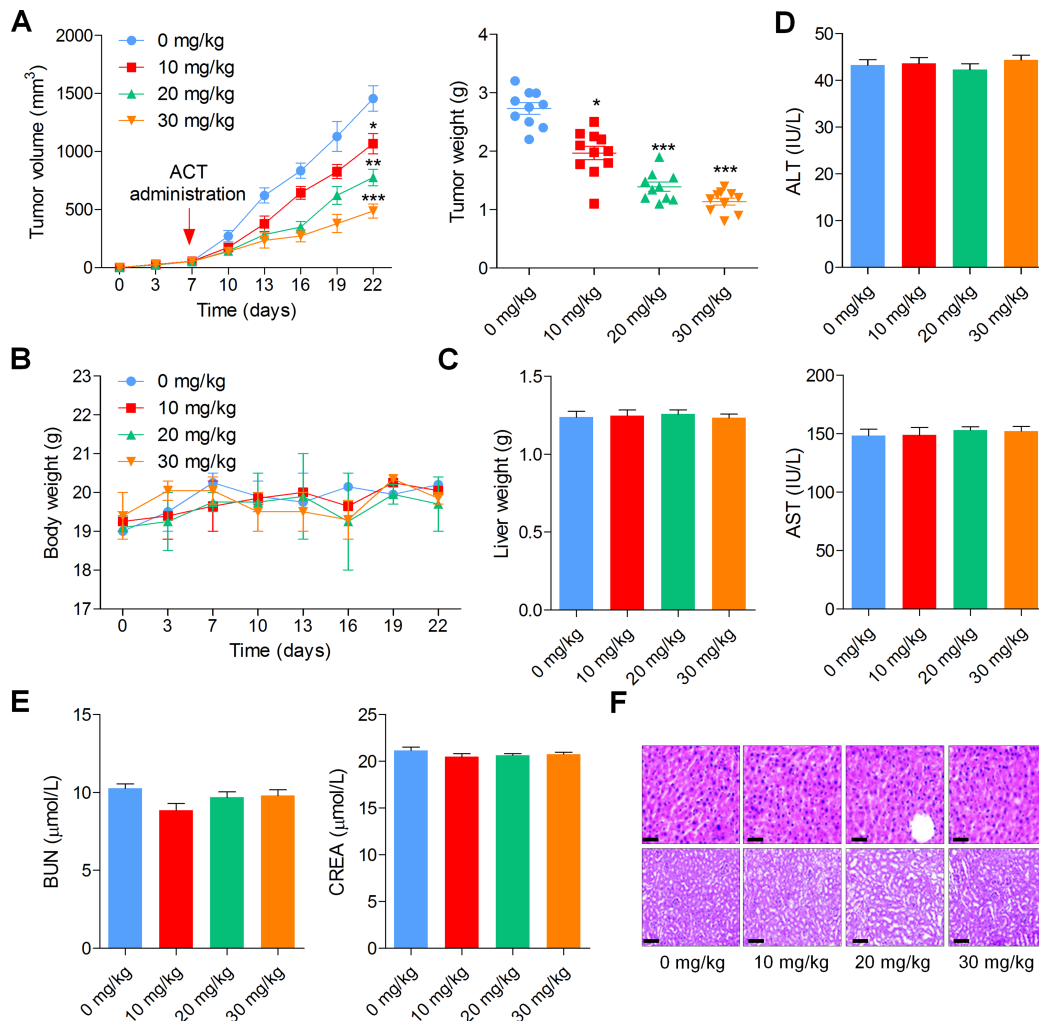 A
Tumor volume (mm³)
2000
1500
1000
500
0
0 mg/kg
10 mg/kg
20 mg/kg
30 mg/kg
ACT
administration
*
**
***
0 3 7 10 13 16 19 22
Time (days)
Tumor weight (g)
4
3
2
1
0
*
***
***
0 mg/kg
10 mg/kg
20 mg/kg
30 mg/kg
D
ALT (IU/L)
50
40
30
20
10
0
0 mg/kg
10 mg/kg
20 mg/kg
30 mg/kg
B
Body weight (g)
23
22
21
20
19
18
17
0 mg/kg
10 mg/kg
20 mg/kg
30 mg/kg
0 3 7 10 13 16 19 22
Time (days)
C
Liver weight (g)
1.5
1.0
0.5
0.0
0 mg/kg
10 mg/kg
20 mg/kg
30 mg/kg
AST (IU/L)
200
150
100
50
0
0 mg/kg
10 mg/kg
20 mg/kg
30 mg/kg
E
BUN (μmol/L)
15
10
5
0
0 mg/kg
10 mg/kg
20 mg/kg
30 mg/kg
CREA (μmol/L)
25
20
15
10
5
0
0 mg/kg
10 mg/kg
20 mg/kg
30 mg/kg
F
0 mg/kg 10 mg/kg 20 mg/kg 30 mg/kg